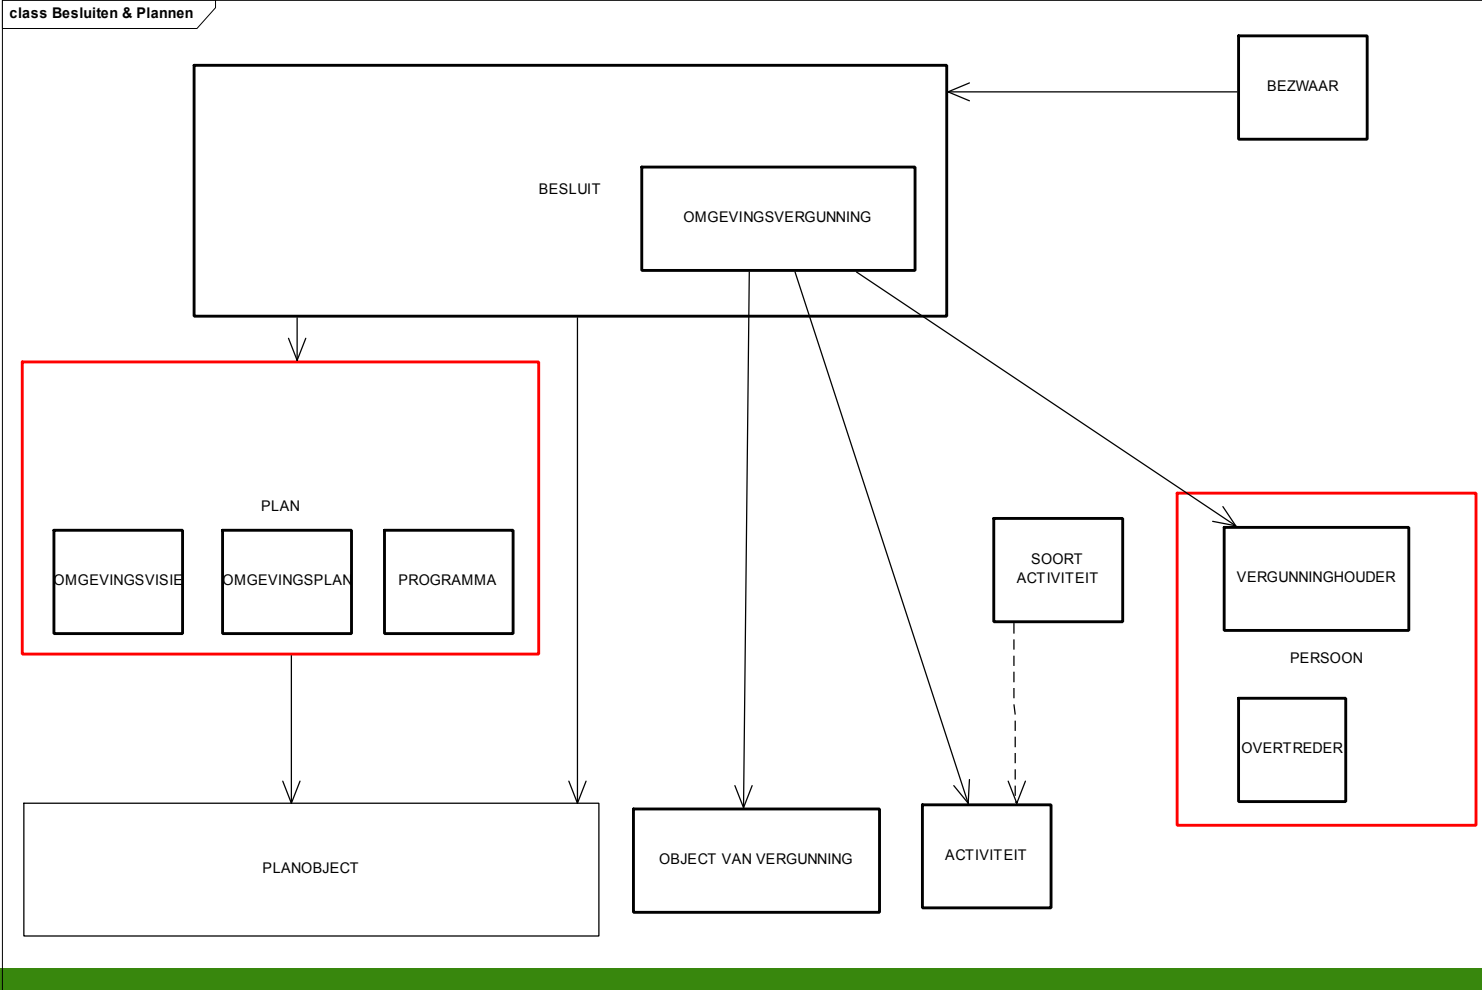 class Besluiten & Plannen
BEZWAAR
BESLUIT
OMGEVINGSVERGUNNING
PLAN
OMGEVINGSVISIE
OMGEVINGSPLAN
PROGRAMMA
SOORT
ACTIVITEIT
VERGUNNINGHOUDER
PERSOON
OVERTREDER
PLANOBJECT
OBJECT VAN VERGUNNING
ACTIVITEIT